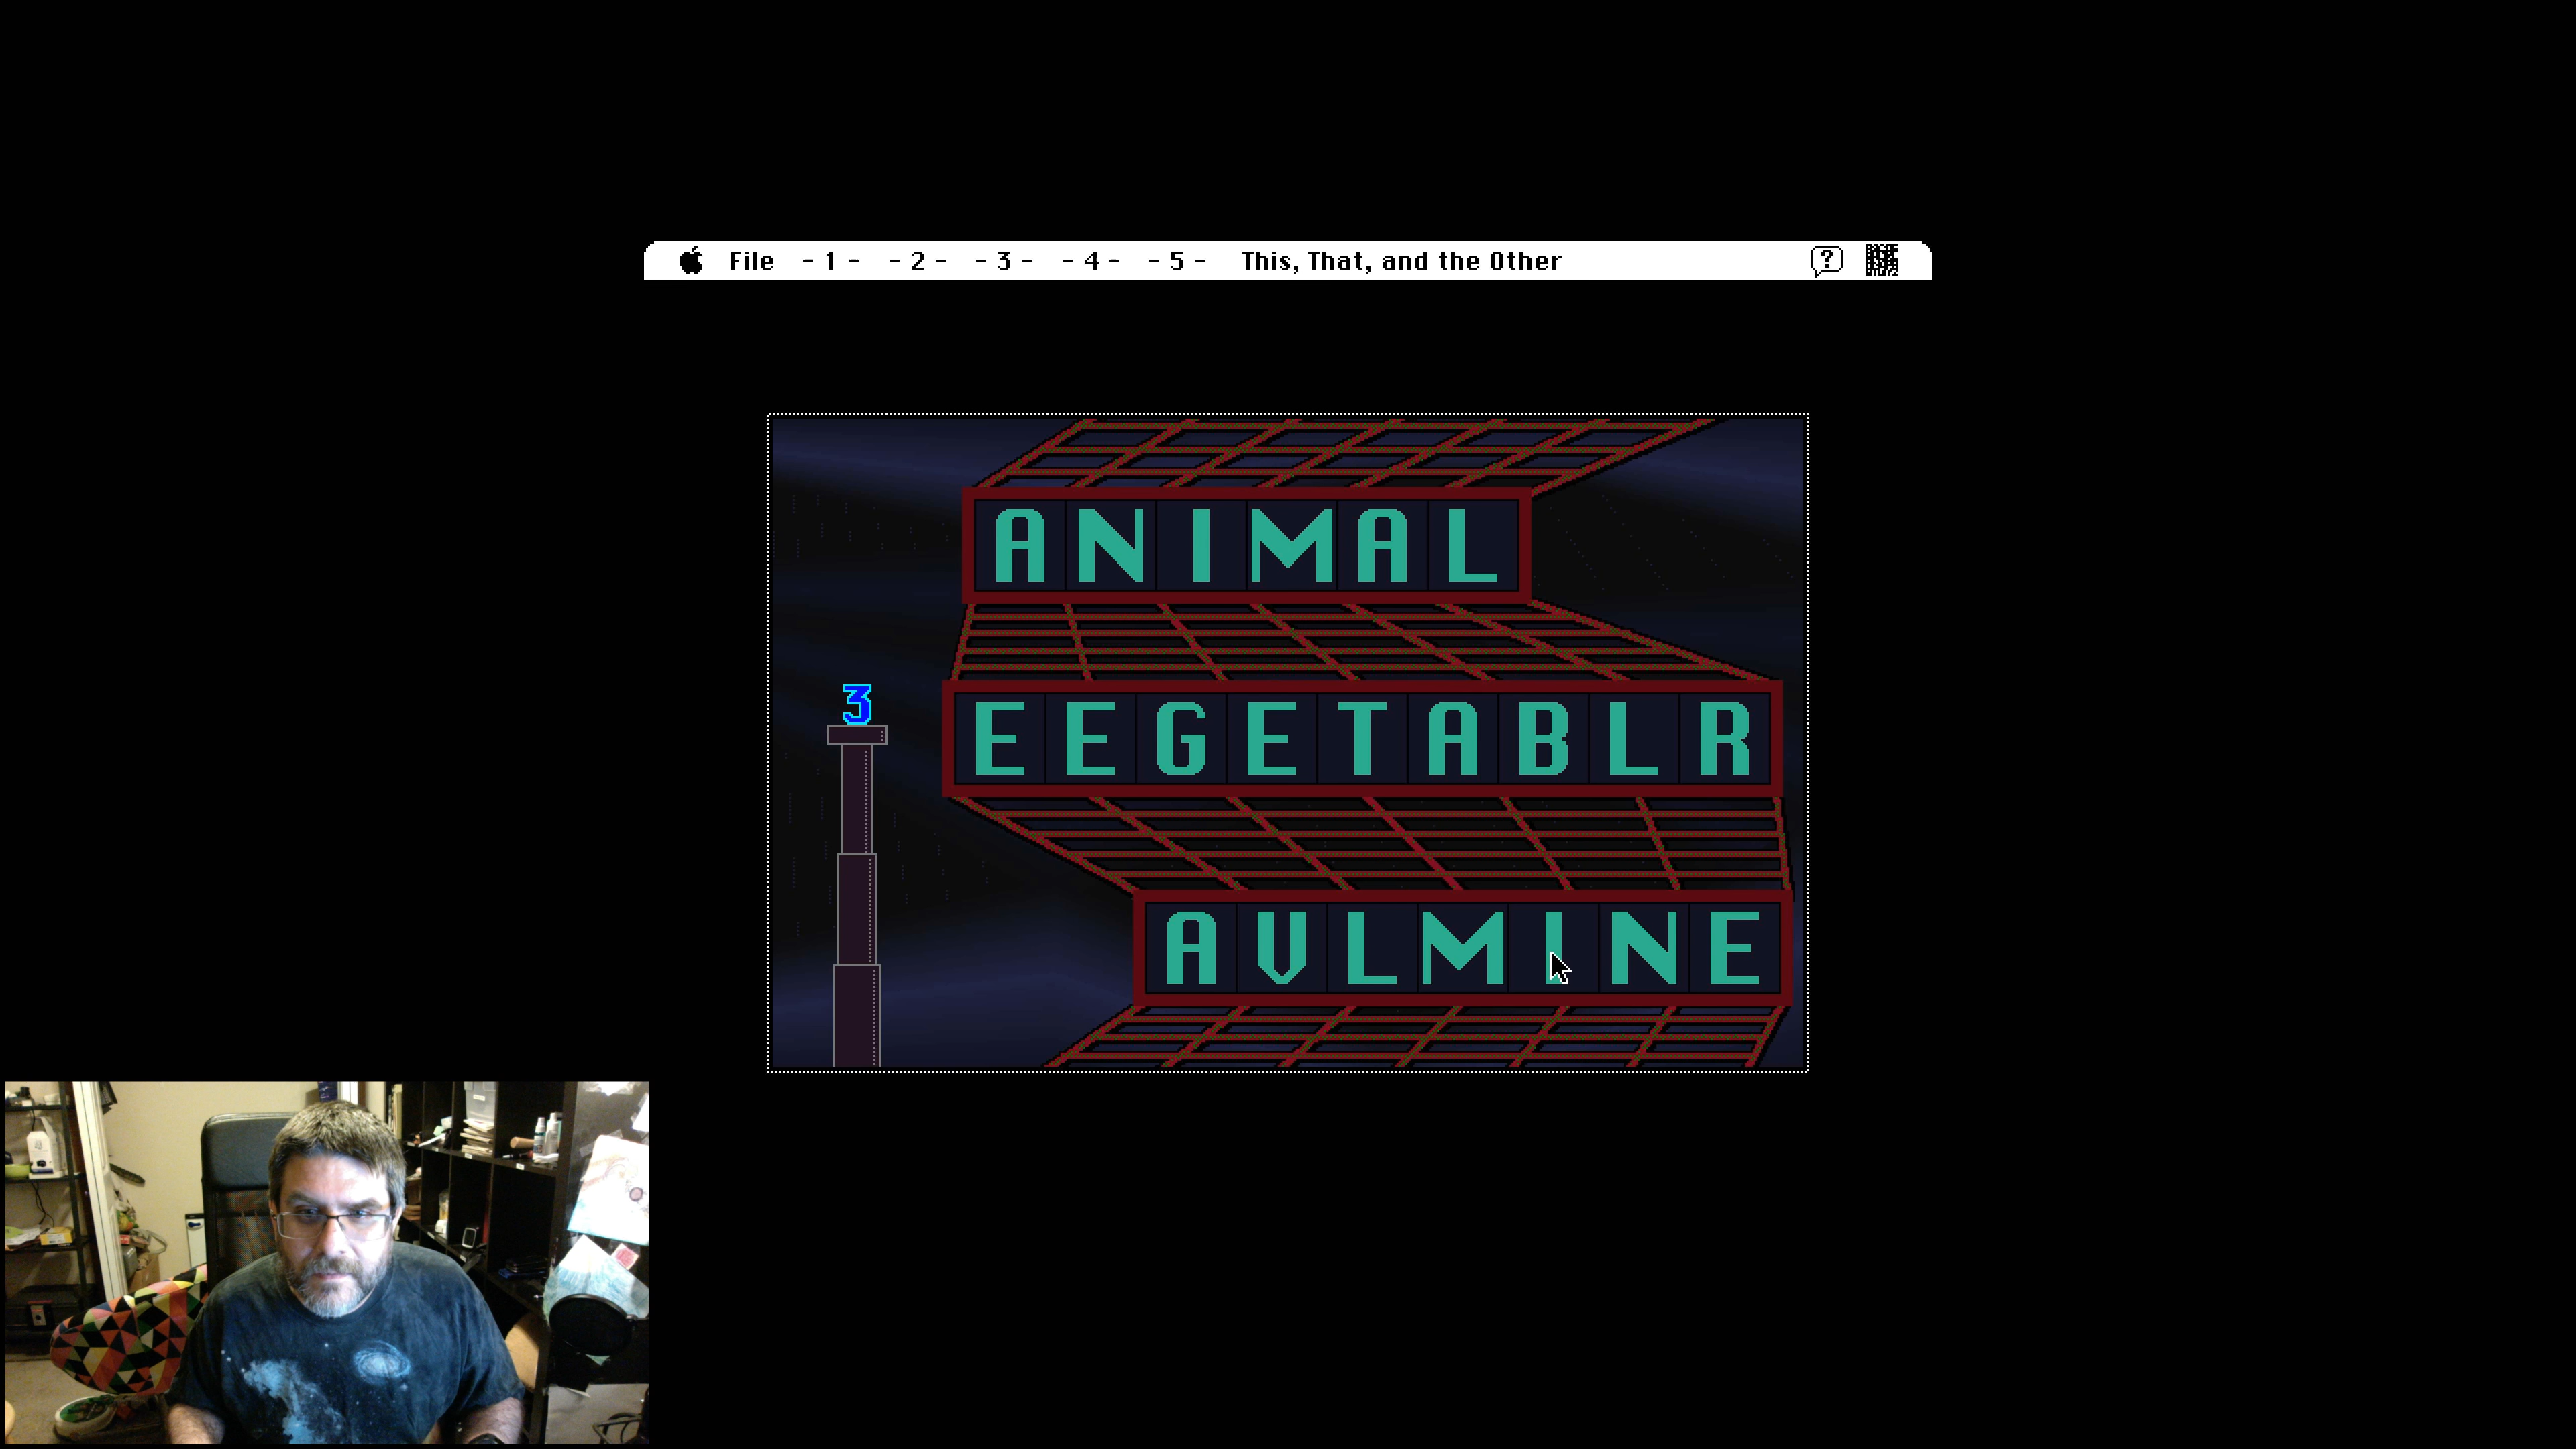 File -1- -2- -3- -4- -5- This, That, and the Other
ANIMAL
3
EEGETABLR
AVLMINE